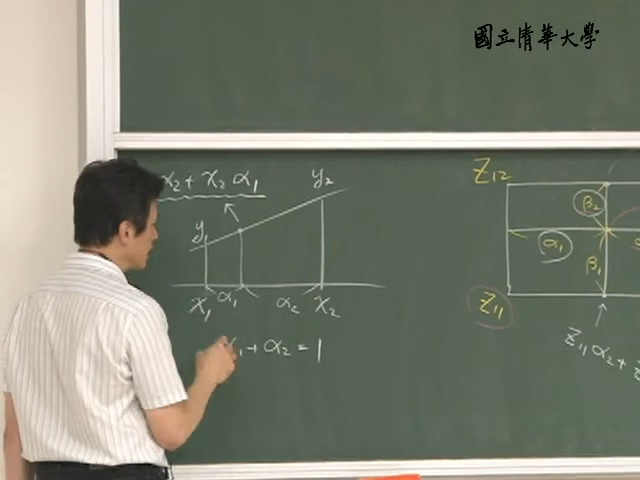 國立清華大學
x₂ + x₂ α₁
y₂
y₁
x₁ α₁ α₂ x₂
α₁ + α₂ = 1
Z₁₂
β₂
α₁
β₁
Z₁₁
Z₁₁ α₂ +